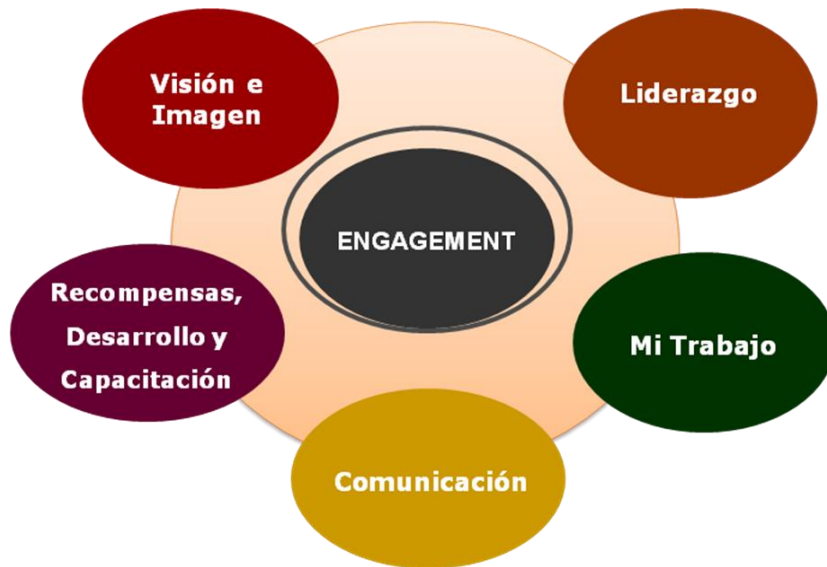 Visión e
Imagen
Liderazgo
ENGAGEMENT
Recompensas,
Desarrollo y
Capacitación
Mi Trabajo
Comunicación